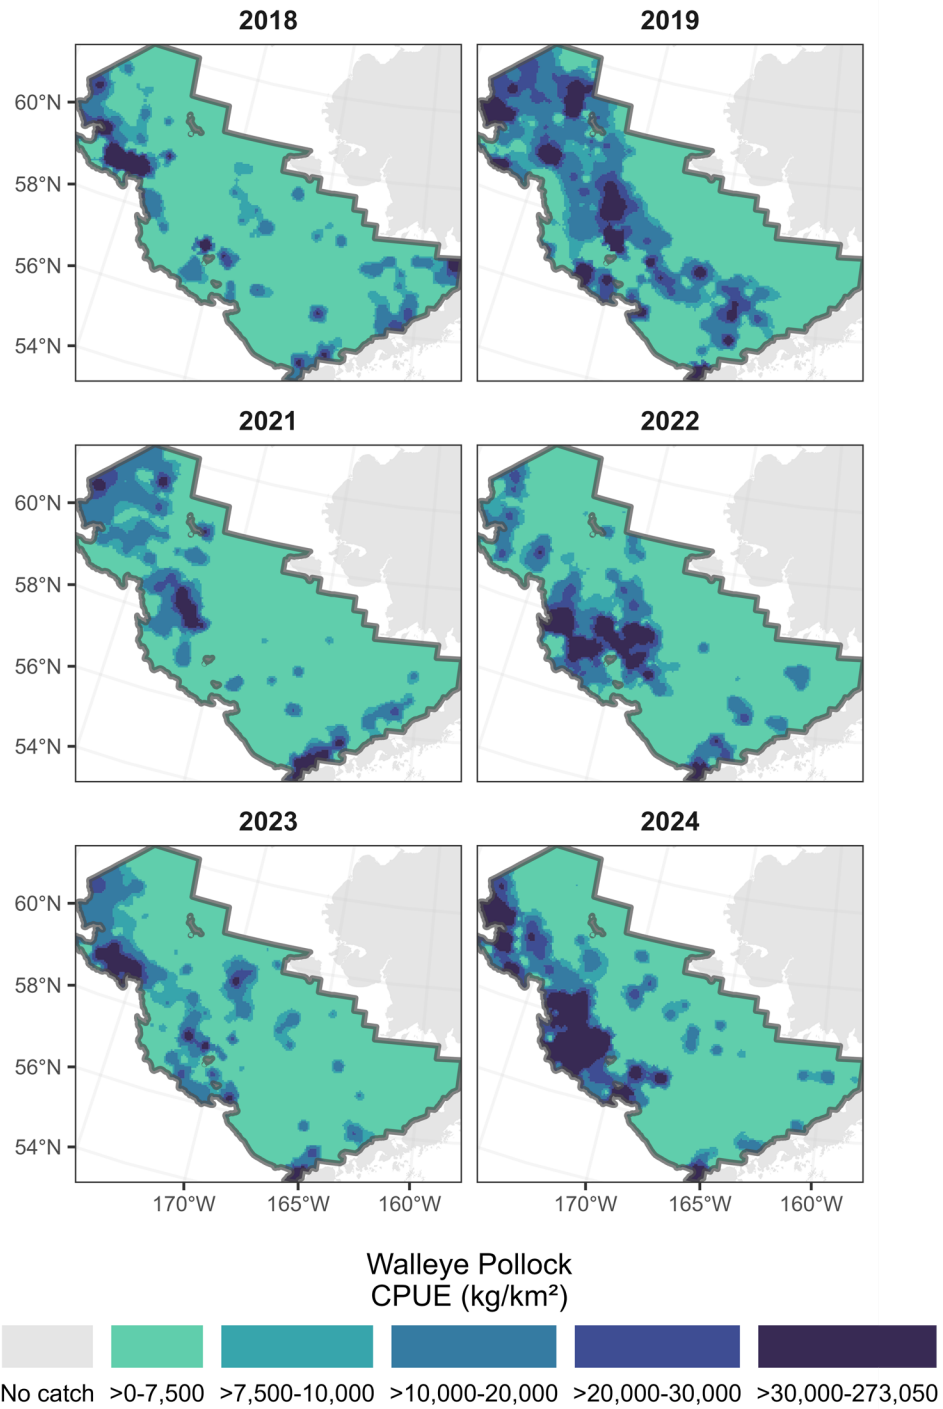 2018 2019
60°N
58°N
56°N
54°N
2021 2022
60°N
58°N
56°N
54°N
2023 2024
60°N
58°N
56°N
54°N
170°W 165°W 160°W 170°W 165°W 160°W
Walleye Pollock
CPUE (kg/km²)
No catch >0-7,500 >7,500-10,000 >10,000-20,000 >20,000-30,000 >30,000-273,050